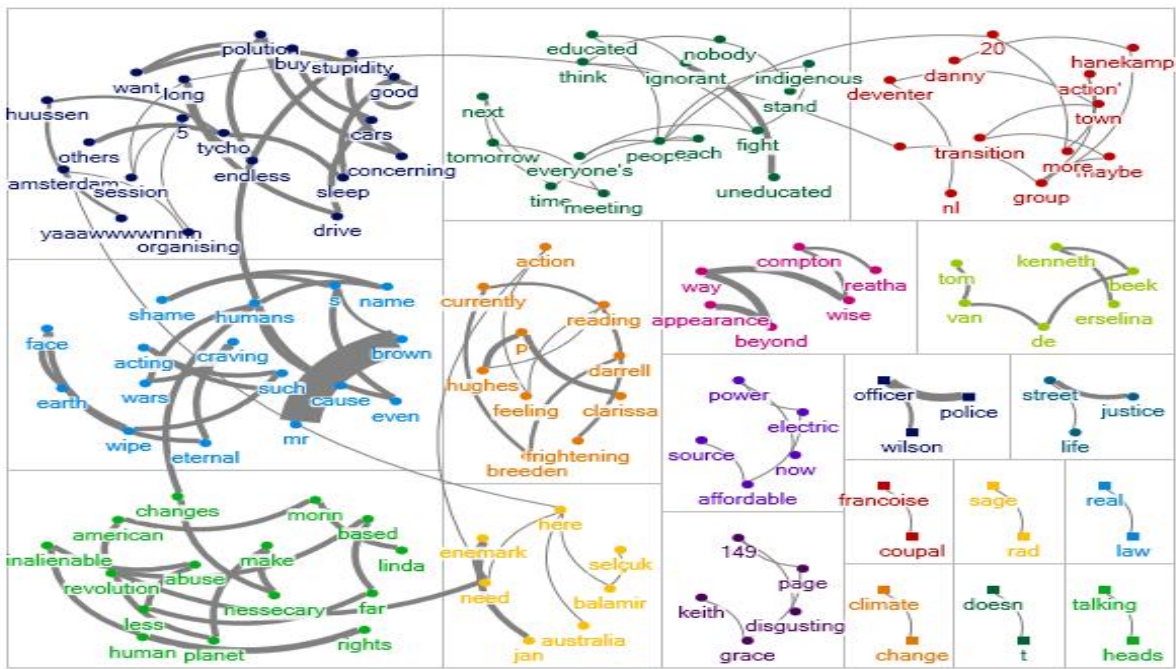 polution
buy
stupidity
want
long
good
huussen
5
cars
others
tycho
concerning
endless
amsterdam
session
sleep
yaaawwwwnnnn
organising
drive
educated
nobody
think
ignorant
indigenous
stand
next
tomorrow
people
each
fight
everyone's
time
meeting
uneducated
20
danny
hanekamp
deventer
action'
town
transition
more
maybe
group
nl
shame
humans
s
name
face
acting
craving
brown
such
earth
wars
cause
even
mr
wipe
eternal
action
currently
reading
p
darrell
hughes
feeling
clarissa
frightening
breeden
compton
way
reatha
appearance
wise
beyond
kenneth
tom
beek
van
erselina
de
power
electric
source
now
affordable
officer
police
wilson
street
justice
life
francoise
coupal
sage
rad
real
law
changes
morin
american
based
inalienable
make
linda
revolution
abuse
nessecary
far
less
human
planet
rights
here
enemark
selçuk
need
balamir
australia
jan
149
page
keith
disgusting
grace
climate
change
doesn
t
talking
heads